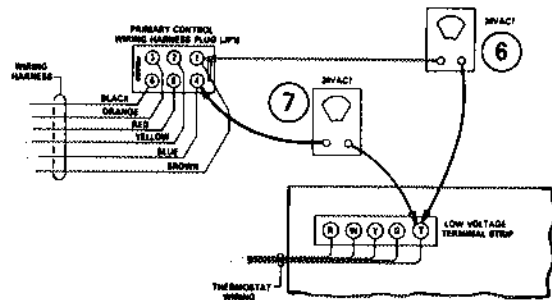 PRIMARY CONTROL
WIRING HARNESS PLUG (JP1)
WIRING
HARNESS
1 2 3
6 5 4
BLACK
ORANGE
RED
YELLOW
BLUE
BROWN
24VAC?
6
24VAC?
7
R W Y G T
LOW VOLTAGE
TERMINAL STRIP
THERMOSTAT
WIRING